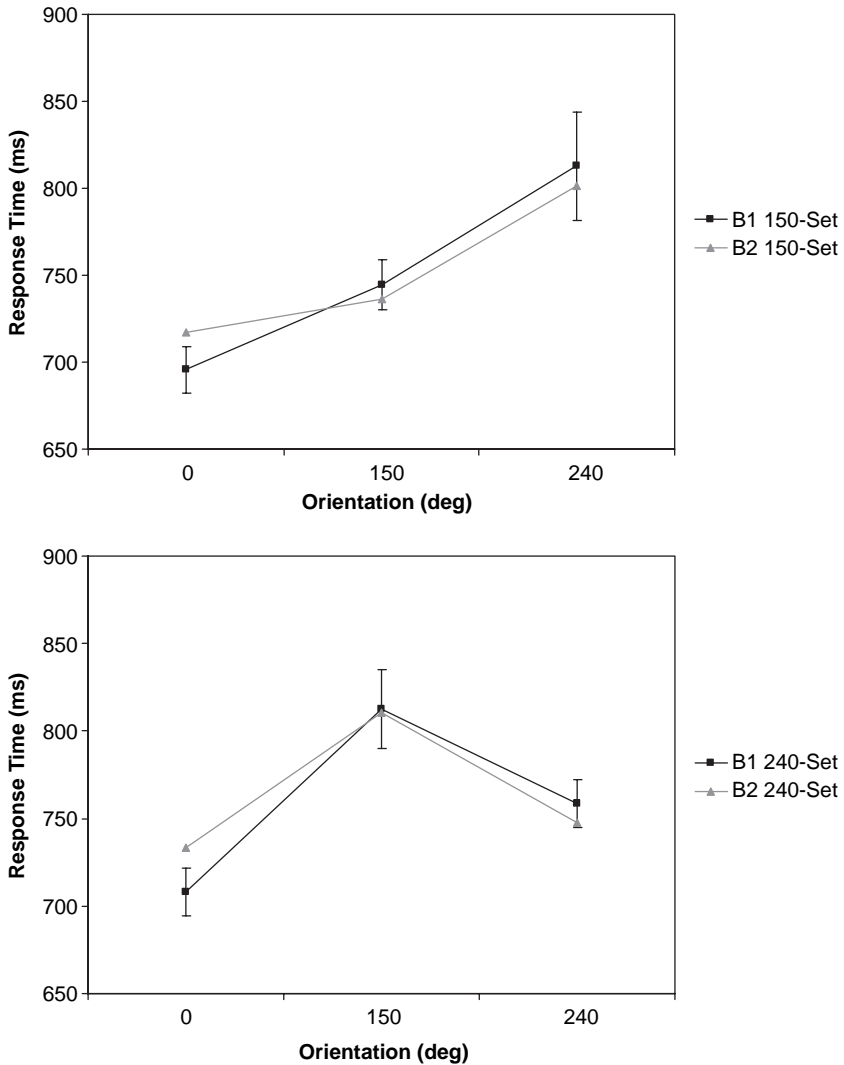 900
850
800
750
700
650
Response Time (ms)
0 150 240
Orientation (deg)
B1 150-Set
B2 150-Set
900
850
800
750
700
650
Response Time (ms)
0 150 240
Orientation (deg)
B1 240-Set
B2 240-Set